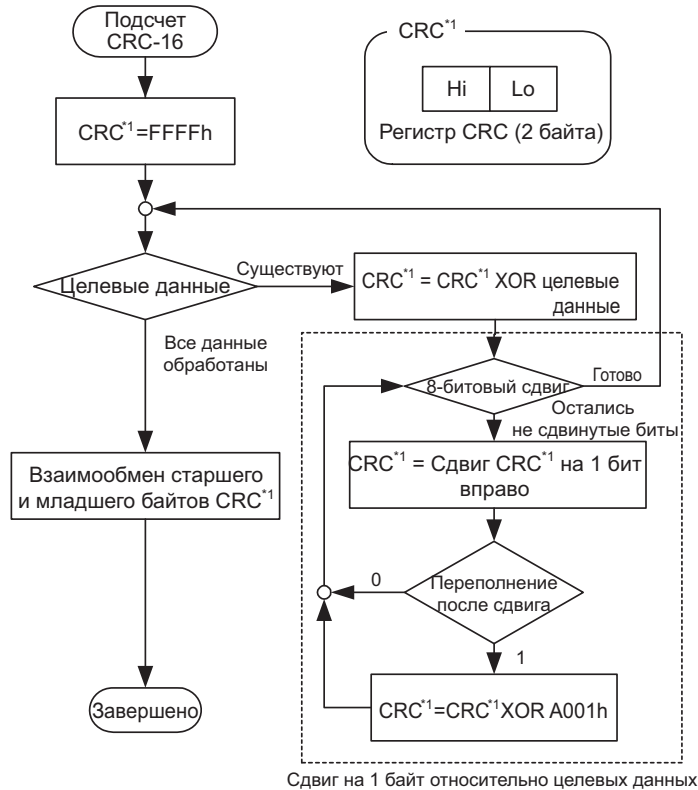 Подсчет
CRC-16
CRC*1
Hi Lo
Регистр CRC (2 байта)
CRC*1=FFFFh
Целевые данные
Существуют
CRC*1 = CRC*1 XOR целевые
данные
Все данные
обработаны
8-битовый сдвиг
Готово
Остались
не сдвинутые биты
CRC*1 = Сдвиг CRC*1 на 1 бит
вправо
Взаимообмен старшего
и младшего байтов CRC*1
Переполнение
после сдвига
0
1
CRC*1=CRC*1XOR A001h
Завершено
Сдвиг на 1 байт относительно целевых данных